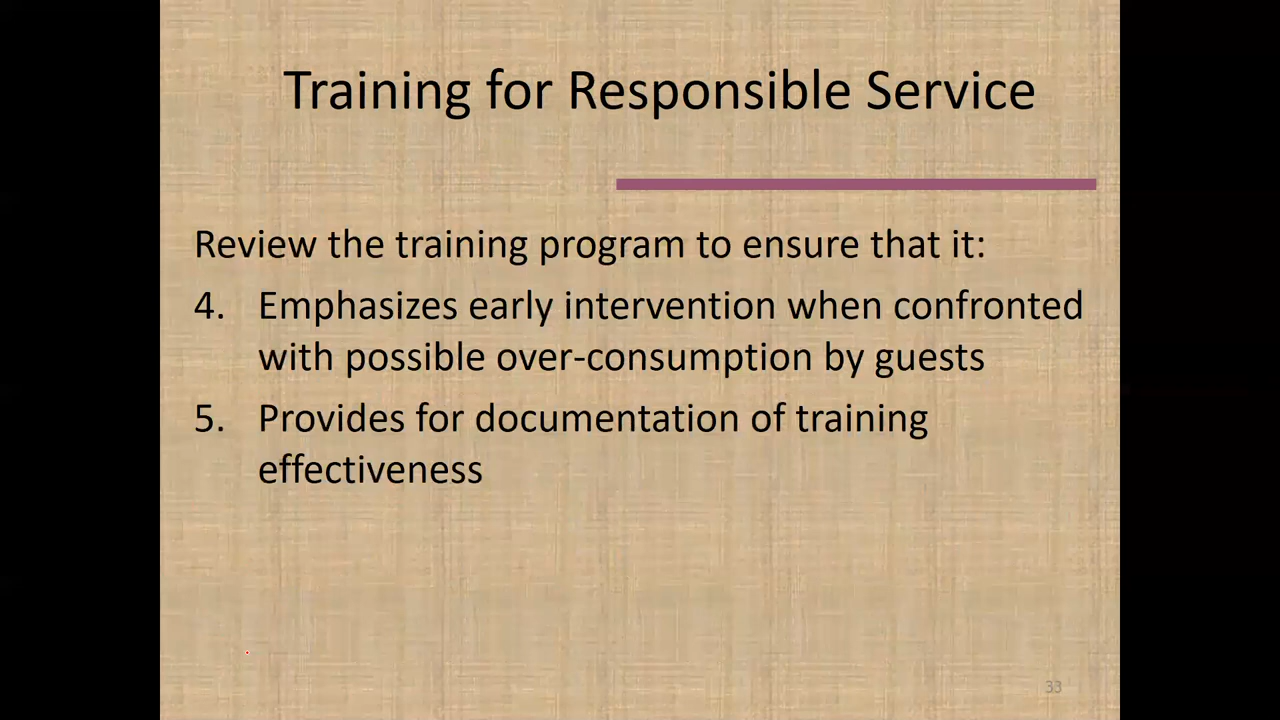 Training for Responsible Service
Review the training program to ensure that it:
4. Emphasizes early intervention when confronted
with possible over-consumption by guests
5. Provides for documentation of training
effectiveness
33